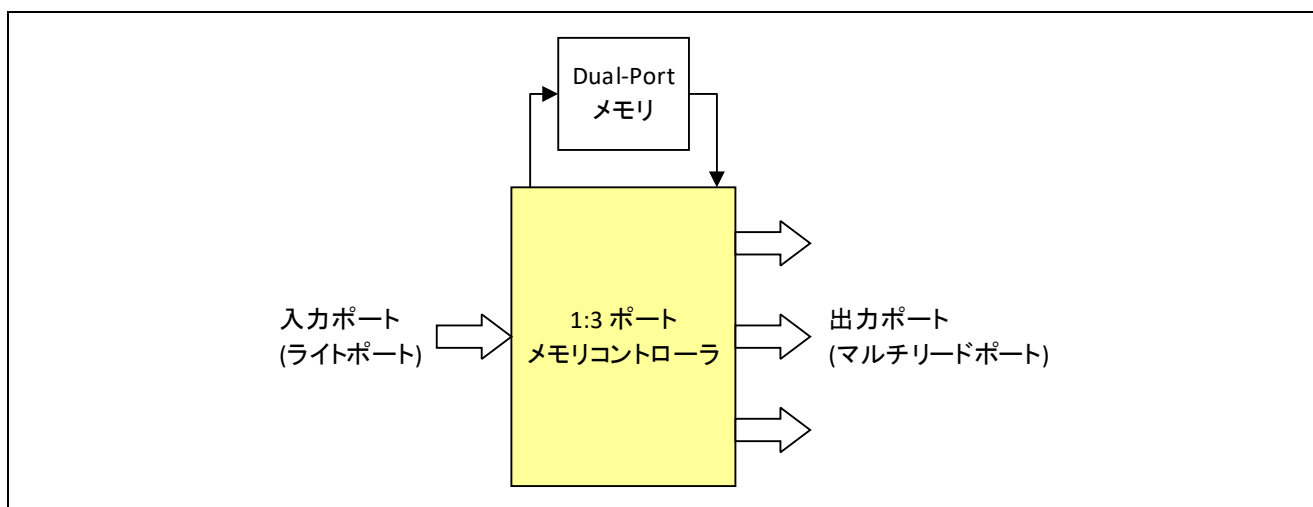 Dual-Port
メモリ
入力ポート
(ライトポート)
1:3 ポート
メモリコントローラ
出力ポート
(マルチリードポート)